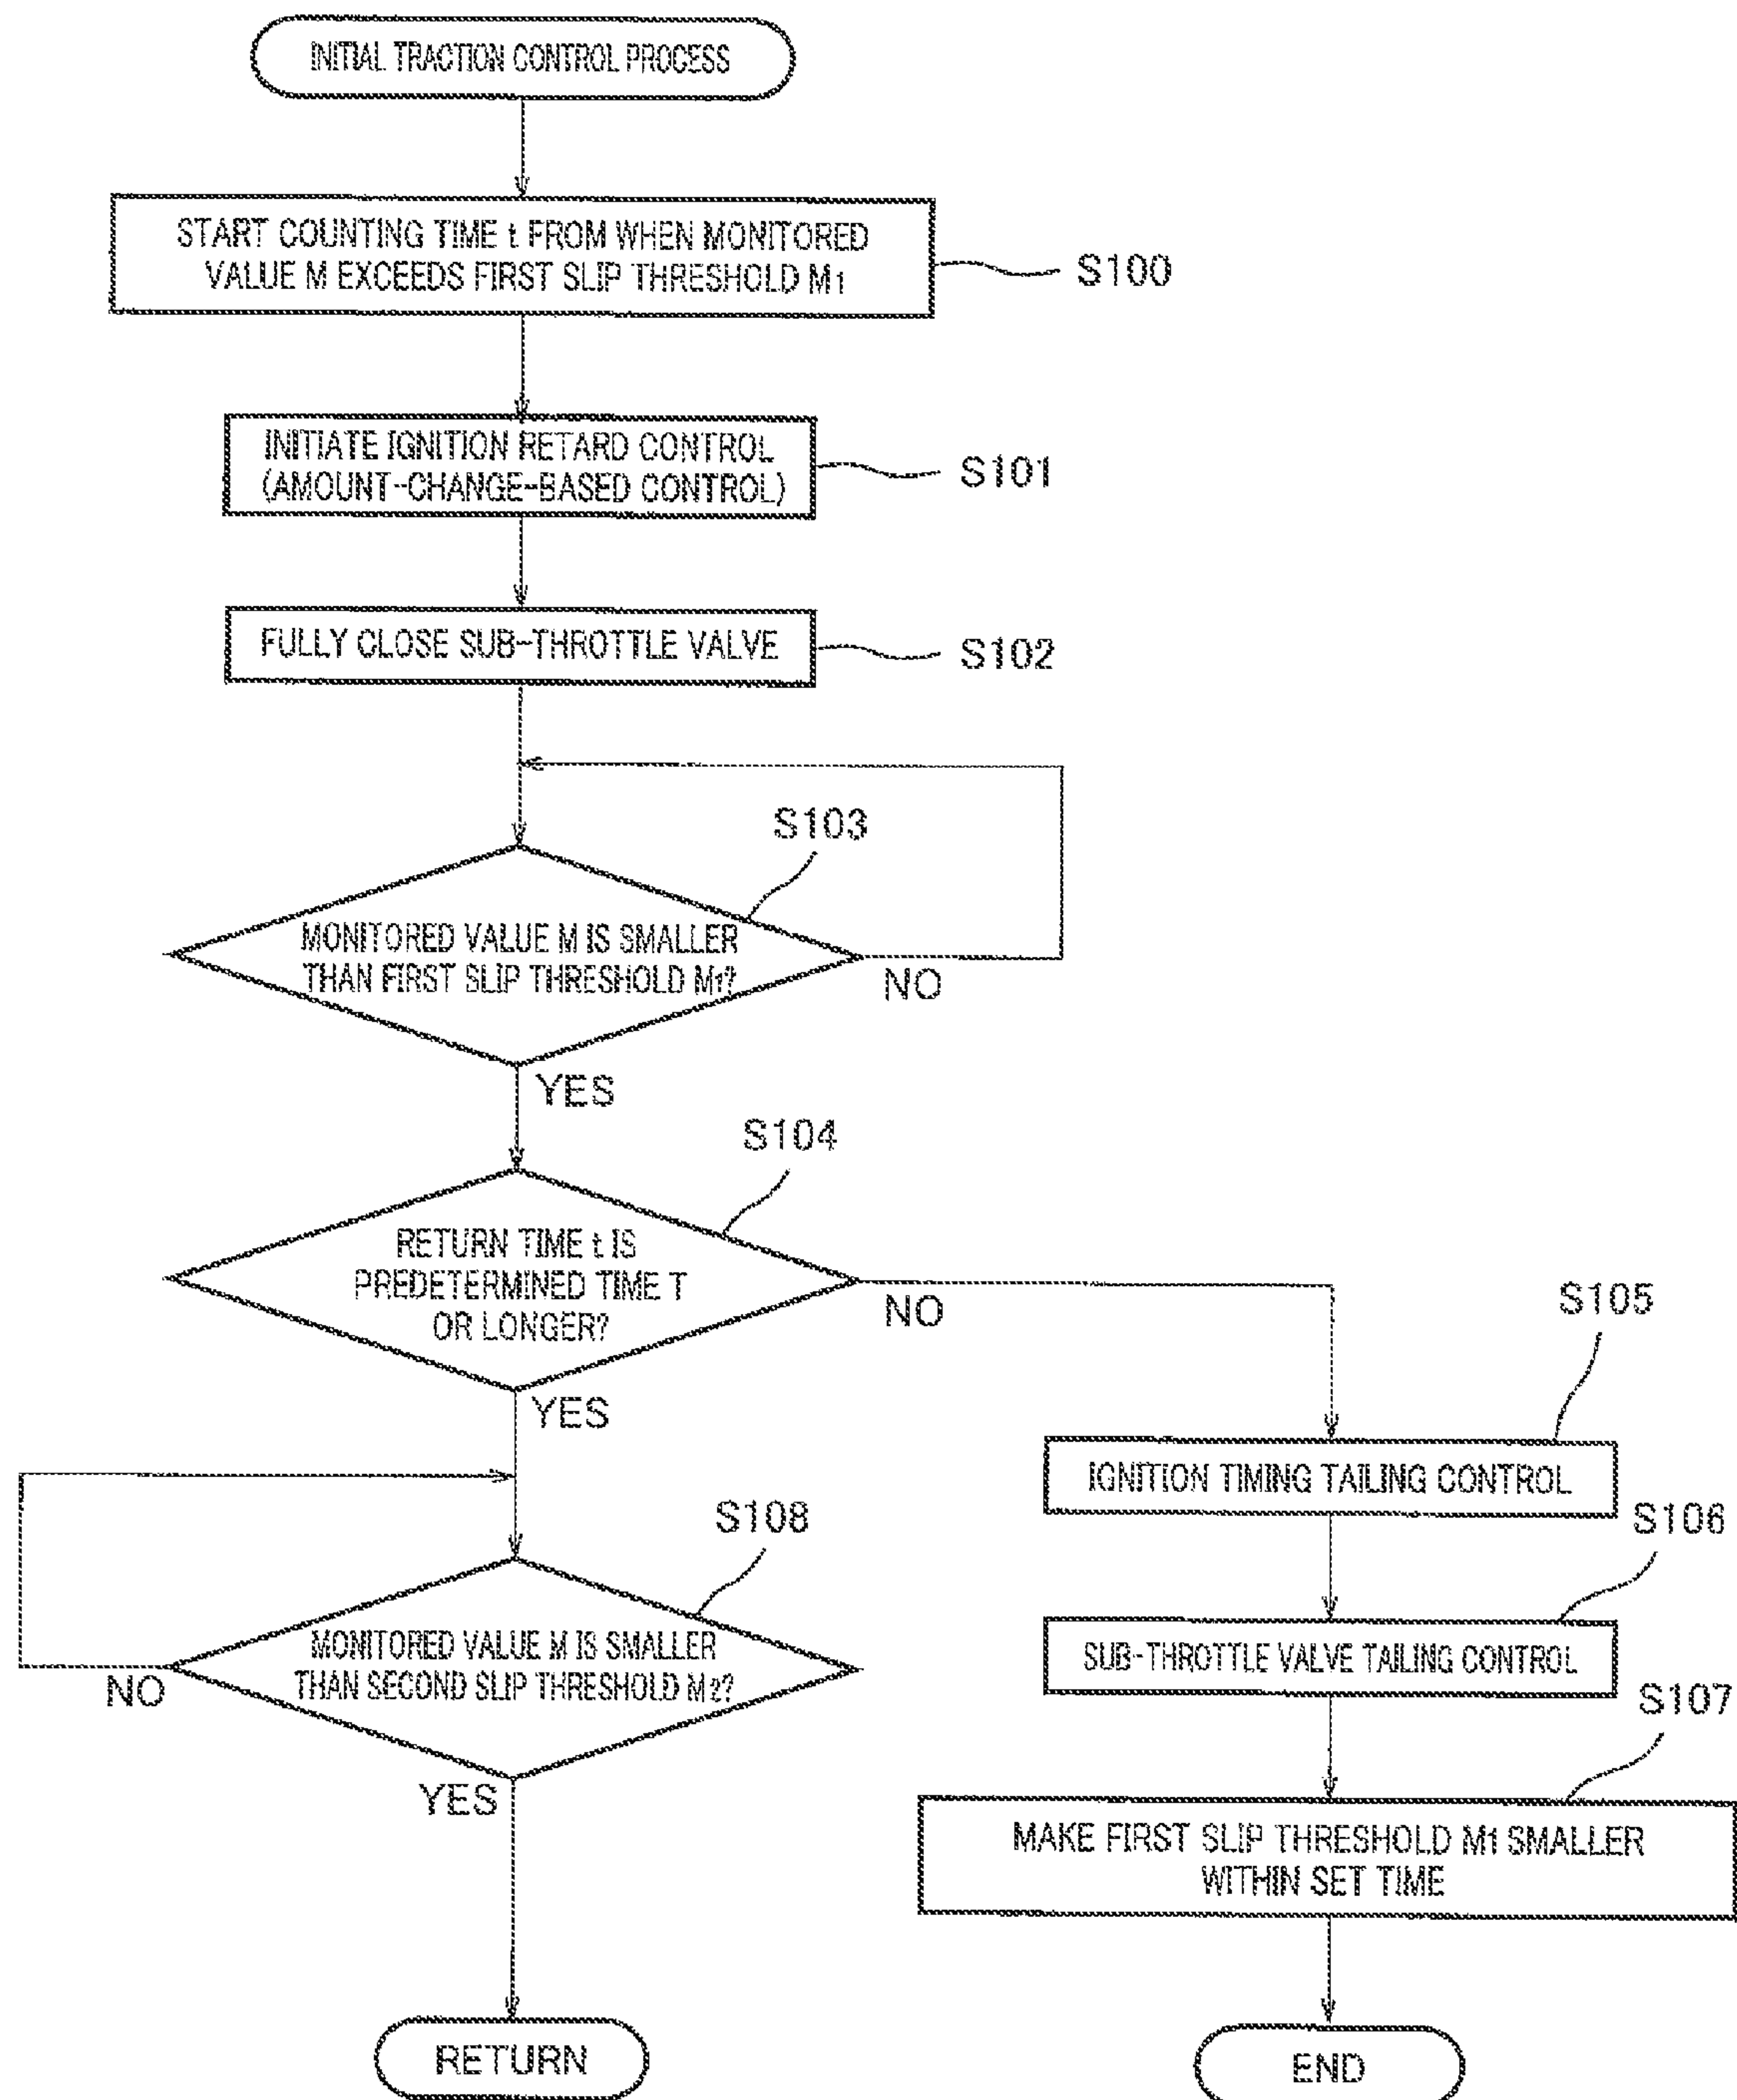 INITIAL TRACTION CONTROL PROCESS
START COUNTING TIME t FROM WHEN MONITORED
VALUE M EXCEEDS FIRST SLIP THRESHOLD M1
S100
INITIATE IGNITION RETARD CONTROL
(AMOUNT-CHANGE-BASED CONTROL)
S101
FULLY CLOSE SUB-THROTTLE VALVE
S102
S103
MONITORED VALUE M IS SMALLER
THAN FIRST SLIP THRESHOLD M1?
NO
YES
S104
RETURN TIME t IS
PREDETERMINED TIME T
OR LONGER?
NO
YES
S105
IGNITION TIMING TAILING CONTROL
S106
SUB-THROTTLE VALVE TAILING CONTROL
S107
MAKE FIRST SLIP THRESHOLD M1 SMALLER
WITHIN SET TIME
END
S108
MONITORED VALUE M IS SMALLER
THAN SECOND SLIP THRESHOLD M2?
NO
YES
RETURN